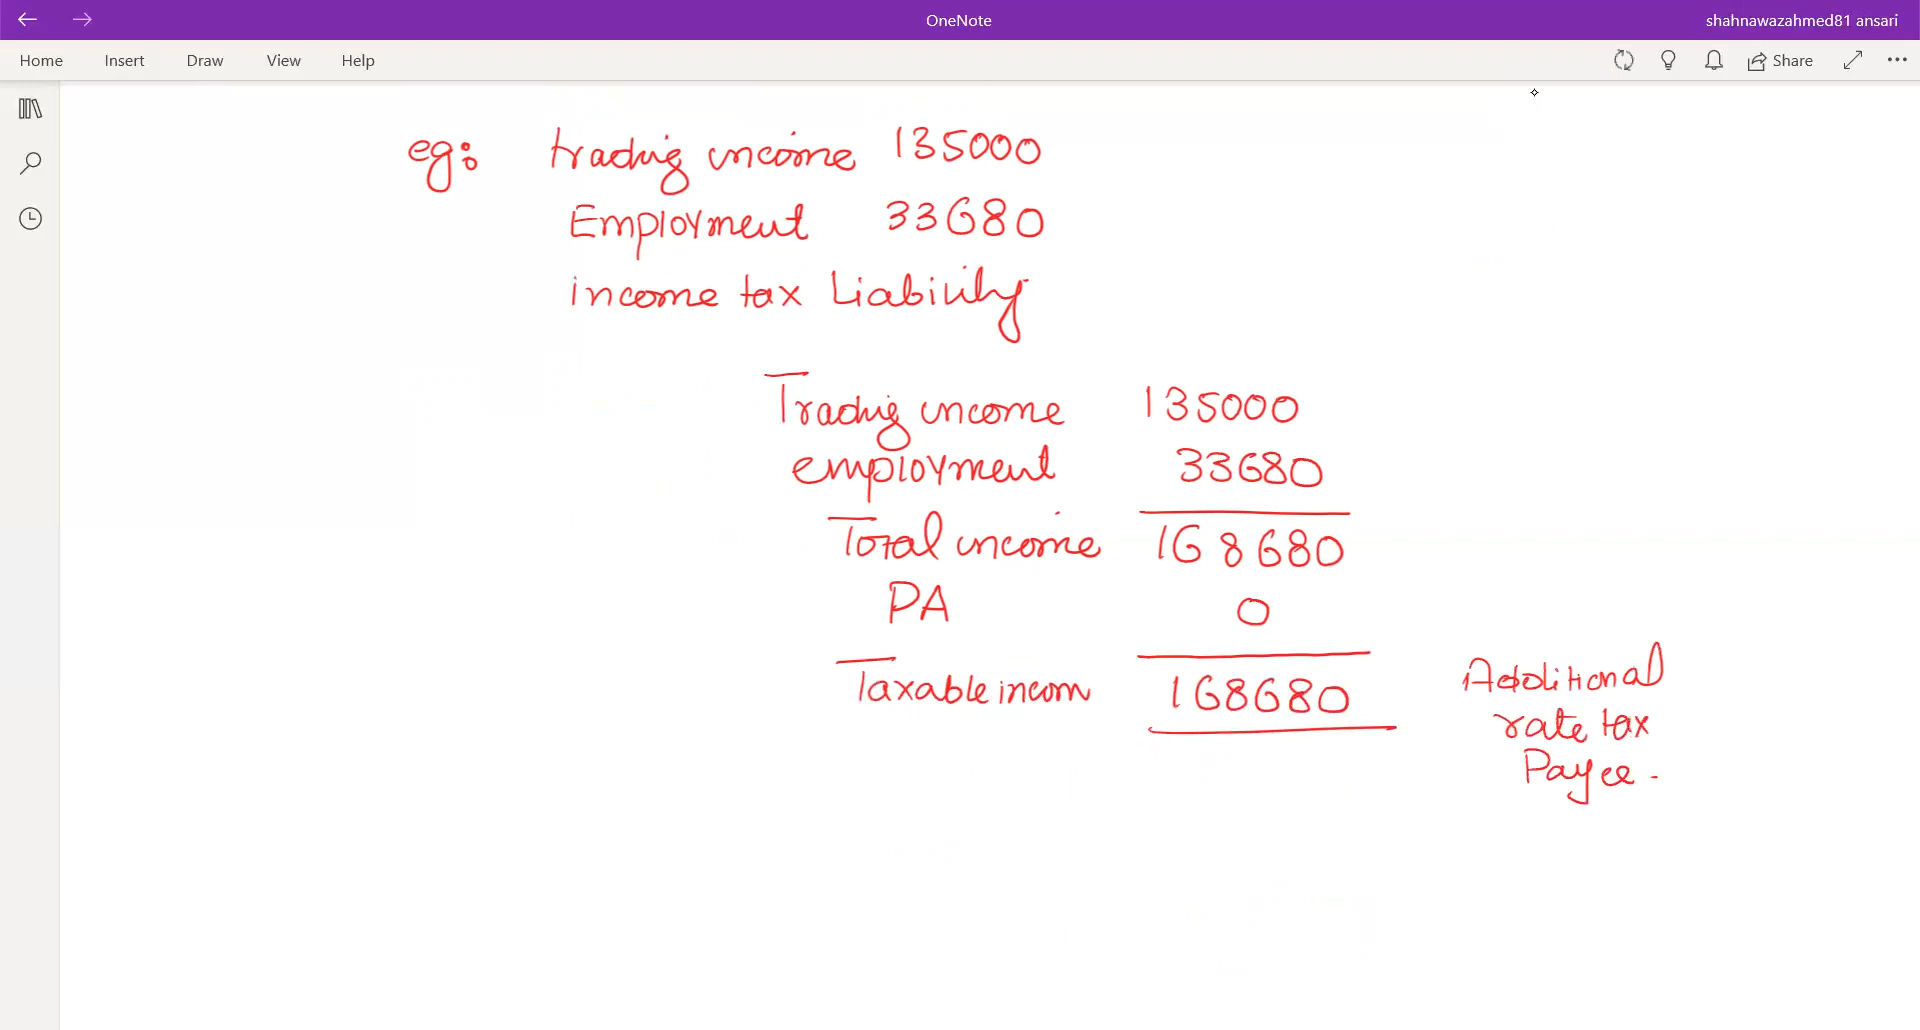 OneNote
shahnawazahmed81 ansari
Home Insert Draw View Help Share
eg: trading income 135000
Employment 33680
income tax Liability
Trading income 135000
employment 33680
Total income 168680
PA 0
Taxable incom 168680
Additional
rate tax
Payee.